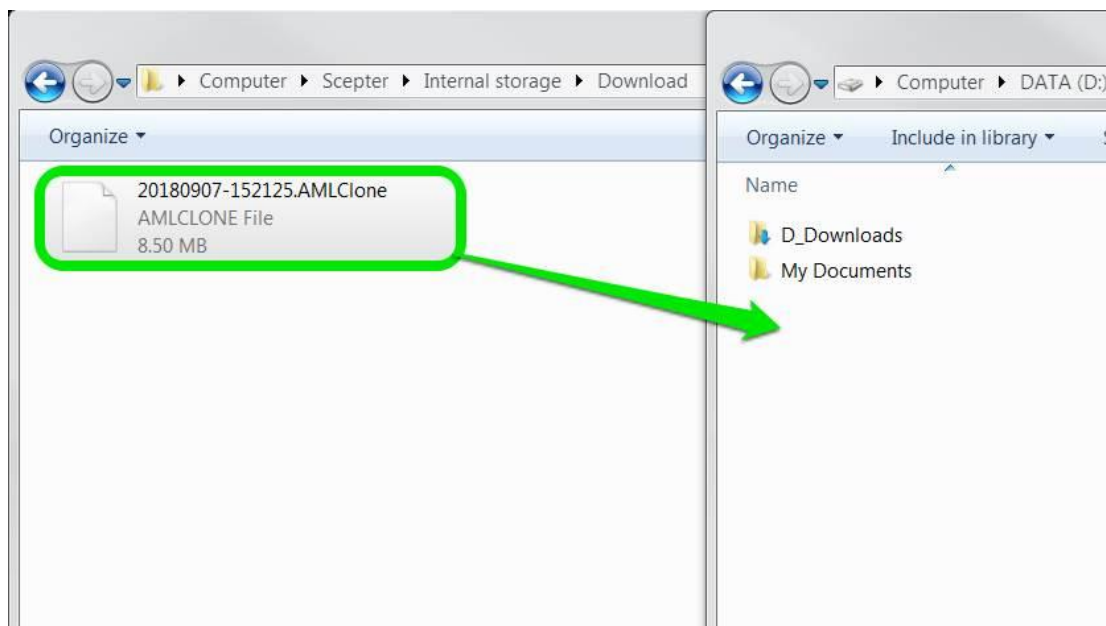 Computer Scepter Internal storage Download
Organize
20180907-152125.AMLClone
AMLCLONE File
8.50 MB
Computer DATA (D:)
Organize Include in library
Name
D_Downloads
My Documents